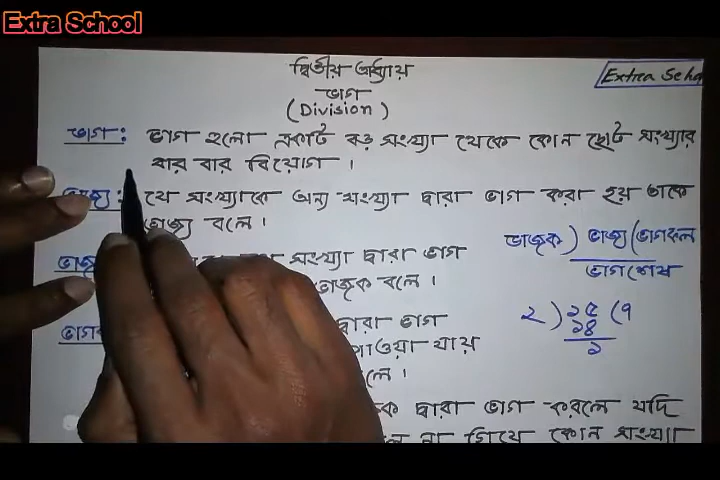 Extra School
দ্বিতীয় অধ্যায়
ভাগ
(Division)
Extra Scho
ভাগ: ভাগ হলো একটি বড় সংখ্যা থেকে কোন ছোট সংখ্যার
বার বার বিয়োগ ।
ভাজ্য: যে সংখ্যাকে অন্য সংখ্যা দ্বারা ভাগ করা হয় তাকে
ভাজ্য বলে ।
সংখ্যা দ্বারা ভাগ
ভাজক বলে ।
দ্বারা ভাগ
পাওয়া যায়
বলে ।
দ্বারা ভাগ করলে যদি
না গিয়ে কোন সংখ্যা
ভাজক ) ভাজ্য ( ভাগফল
ভাগশেষ
২ ) ১৫ ( ৭
১৪
১